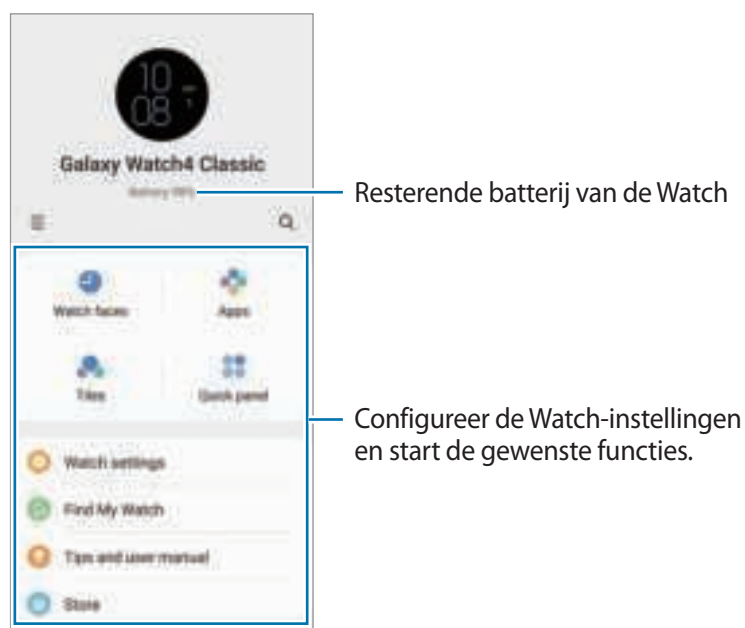 10
08
Galaxy Watch4 Classic
Battery
Resterende batterij van de Watch
Watch faces
Apps
Tiles
Quick panel
Configureer de Watch-instellingen
en start de gewenste functies.
Watch settings
Find My Watch
Tips and user manual
Store